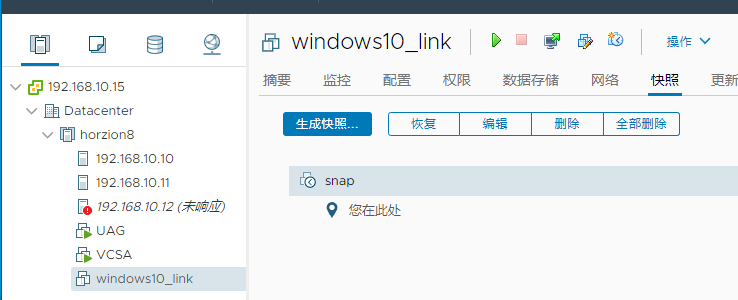 windows10_link
操作
摘要 监控 配置 权限 数据存储 网络 快照 更新
192.168.10.15
Datacenter
horzion8
192.168.10.10
192.168.10.11
192.168.10.12 (未响应)
UAG
VCSA
windows10_link
生成快照... 恢复 编辑 删除 全部删除
snap
您在此处